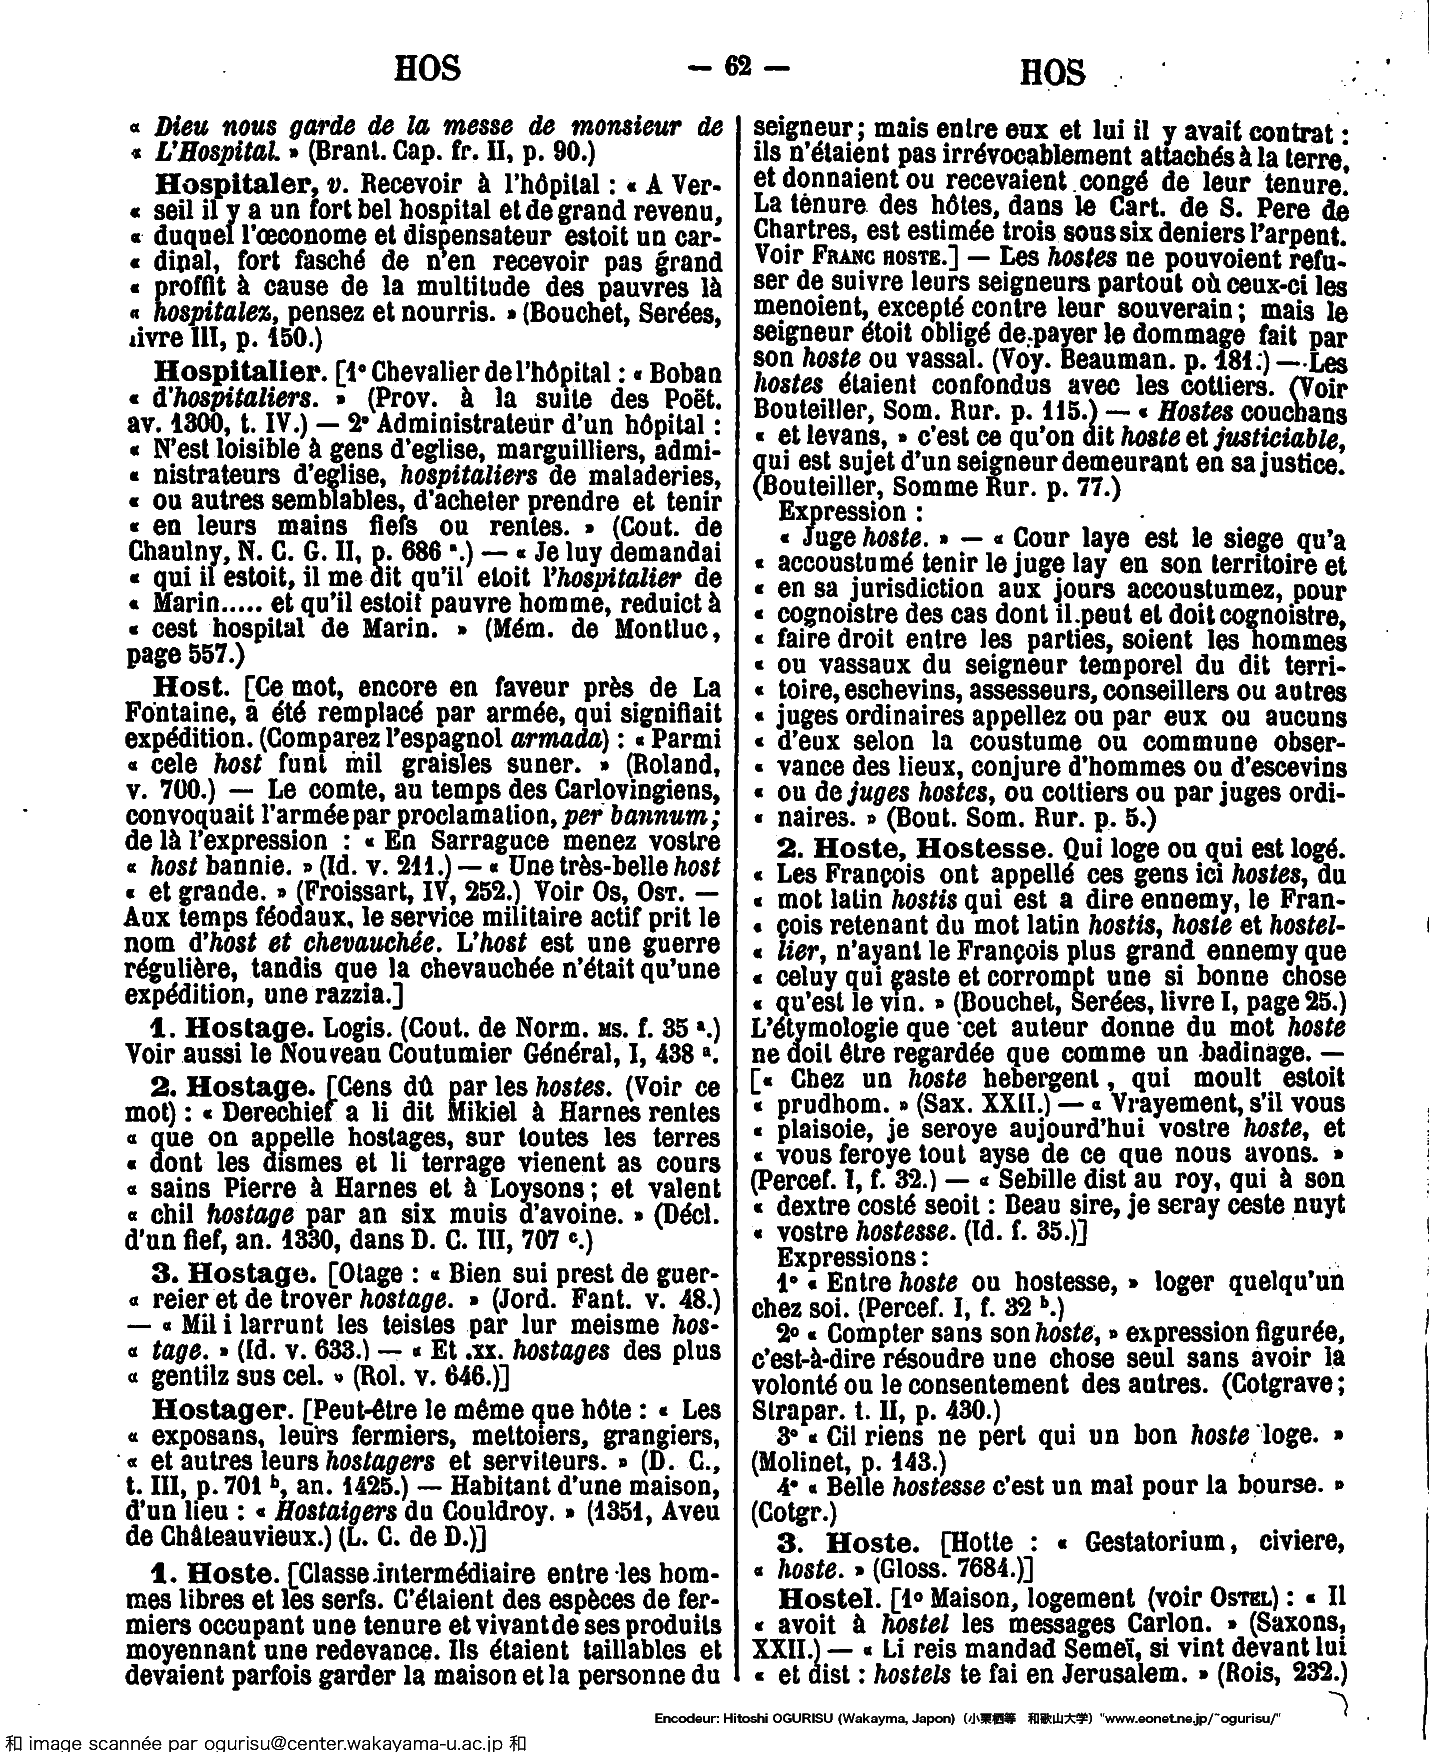 HOS
— 62 —
HOS
« Dieu nous garde de la messe de monsieur de
« L'Hospital. » (Brant. Cap. fr. II, p. 90.)
Hospitaler, v. Recevoir à l'hôpital : « A Ver-
« seil il y a un fort bel hospital et de grand revenu,
« duquel l'œconome et dispensateur estoit un car-
« dinal, fort fasché de n'en recevoir pas grand
« proffit à cause de la multitude des pauvres là
« hospitalez, pensez et nourris. » (Bouchet, Serées,
livre III, p. 150.)
Hospitalier. [1° Chevalier de l'hôpital : « Boban
« d'hospitaliers. » (Prov. à la suite des Poët.
av. 1300, t. IV.) — 2° Administrateur d'un hôpital :
« N'est loisible à gens d'eglise, marguilliers, admi-
« nistrateurs d'eglise, hospitaliers de maladeries,
« ou autres semblables, d'acheter prendre et tenir
« en leurs mains fiefs ou rentes. » (Cout. de
Chaulny, N. C. G. II, p. 686 ª.) — « Je luy demandai
« qui il estoit, il me dit qu'il etoit l'hospitalier de
« Marin..... et qu'il estoit pauvre homme, reduict à
« cest hospital de Marin. » (Mém. de Montluc,
page 557.)
Host. [Ce mot, encore en faveur près de La
Fontaine, a été remplacé par armée, qui signifiait
expédition. (Comparez l'espagnol armada) : « Parmi
« cele host funt mil graisles suner. » (Roland,
v. 700.) — Le comte, au temps des Carlovingiens,
convoquait l'armée par proclamation, per bannum;
de là l'expression : « En Sarraguce menez vostre
« host bannie. » (Id. v. 211.) — « Une très-belle host
« et grande. » (Froissart, IV, 252.) Voir Os, Ost. —
Aux temps féodaux, le service militaire actif prit le
nom d'host et chevauchée. L'host est une guerre
régulière, tandis que la chevauchée n'était qu'une
expédition, une razzia.]
1. Hostage. Logis. (Cout. de Norm. ms. f. 35 ª.)
Voir aussi le Nouveau Coutumier Général, I, 438 ª.
2. Hostage. [Cens dû par les hostes. (Voir ce
mot) : « Derechief a li dit Mikiel à Harnes rentes
« que on appelle hostages, sur toutes les terres
« dont les dismes et li terrage vienent as cours
« sains Pierre à Harnes et à Loysons ; et valent
« chil hostage par an six muis d'avoine. » (Décl.
d'un fief, an. 1330, dans D. C. III, 707 ᶜ.)
3. Hostage. [Otage : « Bien sui prest de guer-
« reier et de trover hostage. » (Jord. Fant. v. 48.)
— « Mil i larrunt les teistes par lur meisme hos-
« tage. » (Id. v. 633.) — « Et .xx. hostages des plus
« gentilz sus cel. » (Rol. v. 646.)]
Hostager. [Peut-être le même que hôte : « Les
« exposans, leurs fermiers, mettoiers, grangiers,
« et autres leurs hostagers et serviteurs. » (D. C.,
t. III, p. 701 ᵇ, an. 1425.) — Habitant d'une maison,
d'un lieu : « Hostaigers du Couldroy. » (1351, Aveu
de Châteauvieux.) (L. C. de D.)]
1. Hoste. [Classe intermédiaire entre les hom-
mes libres et les serfs. C'étaient des espèces de fer-
miers occupant une tenure et vivant de ses produits
moyennant une redevance. Ils étaient taillables et
devaient parfois garder la maison et la personne du
seigneur ; mais entre eux et lui il y avait contrat :
ils n'étaient pas irrévocablement attachés à la terre,
et donnaient ou recevaient congé de leur tenure.
La tenure des hôtes, dans le Cart. de S. Pere de
Chartres, est estimée trois sous six deniers l'arpent.
Voir Franc hoste.] — Les hostes ne pouvoient refu-
ser de suivre leurs seigneurs partout où ceux-ci les
menoient, excepté contre leur souverain ; mais le
seigneur étoit obligé de payer le dommage fait par
son hoste ou vassal. (Voy. Beauman. p. 181.) — Les
hostes étaient confondus avec les cottiers. (Voir
Bouteiller, Som. Rur. p. 115.) — « Hostes couchans
« et levans, » c'est ce qu'on dit hoste et justiciable,
qui est sujet d'un seigneur demeurant en sa justice.
(Bouteiller, Somme Rur. p. 77.)
Expression :
« Juge hoste. » — « Cour laye est le siege qu'a
« accoustumé tenir le juge lay en son territoire et
« en sa jurisdiction aux jours accoustumez, pour
« cognoistre des cas dont il peut et doit cognoistre,
« faire droit entre les parties, soient les hommes
« ou vassaux du seigneur temporel du dit terri-
« toire, eschevins, assesseurs, conseillers ou autres
« juges ordinaires appellez ou par eux ou aucuns
« d'eux selon la coustume ou commune obser-
« vance des lieux, conjure d'hommes ou d'escevins
« ou de juges hostes, ou cottiers ou par juges ordi-
« naires. » (Bout. Som. Rur. p. 5.)
2. Hoste, Hostesse. Qui loge ou qui est logé.
« Les François ont appellé ces gens ici hostes, du
« mot latin hostis qui est a dire ennemy, le Fran-
« çois retenant du mot latin hostis, hoste et hostel-
« lier, n'ayant le François plus grand ennemy que
« celuy qui gaste et corrompt une si bonne chose
« qu'est le vin. » (Bouchet, Serées, livre I, page 25.)
L'étymologie que cet auteur donne du mot hoste
ne doit être regardée que comme un badinage. —
[« Chez un hoste hebergent, qui moult estoit
« prudhom. » (Sax. XXII.) — « Vrayement, s'il vous
« plaisoie, je seroye aujourd'hui vostre hoste, et
« vous feroye tout ayse de ce que nous avons. »
(Percef. I, f. 32.) — « Sebille dist au roy, qui à son
« dextre costé seoit : Beau sire, je seray ceste nuyt
« vostre hostesse. (Id. f. 35.)]
Expressions :
1° « Entre hoste ou hostesse, » loger quelqu'un
chez soi. (Percef. I, f. 32 ᵇ.)
2° « Compter sans son hoste, » expression figurée,
c'est-à-dire résoudre une chose seul sans avoir la
volonté ou le consentement des autres. (Cotgrave ;
Strapar. t. II, p. 430.)
3° « Cil riens ne pert qui un bon hoste loge. »
(Molinet, p. 143.)
4° « Belle hostesse c'est un mal pour la bourse. »
(Cotgr.)
3. Hoste. [Hotte : « Gestatorium, civiere,
« hoste. » (Gloss. 7684.)]
Hostel. [1° Maison, logement (voir Ostel) : « Il
« avoit à hostel les messages Carlon. » (Saxons,
XXII.) — « Li reis mandad Semeï, si vint devant lui
« et dist : hostels te fai en Jerusalem. » (Rois, 232.)
Encodeur: Hitoshi OGURISU (Wakayma, Japon) (小栗栖等 和歌山大学) "www.eonet.ne.jp/~ogurisu/"
和 image scannée par ogurisu@center.wakayama-u.ac.jp 和